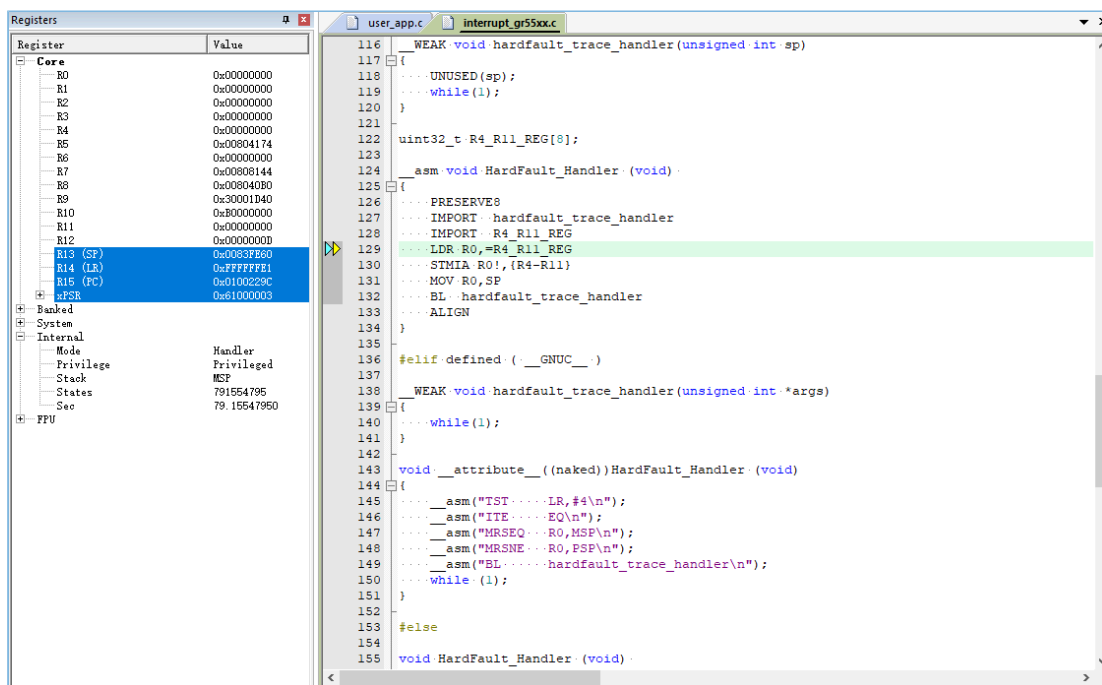 Registers
Register Value
Core
R0 0x00000000
R1 0x00000000
R2 0x00000000
R3 0x00000000
R4 0x00000000
R5 0x00804174
R6 0x00000000
R7 0x00808144
R8 0x008040B0
R9 0x30001D40
R10 0xB0000000
R11 0x00000000
R12 0x0000000D
R13 (SP) 0x0083FE60
R14 (LR) 0xFFFFFFE1
R15 (PC) 0x0100229C
xPSR 0x61000003
Banked
System
Internal
Mode Handler
Privilege Privileged
Stack MSP
States 791554795
Sec 79.15547950
FPU
user_app.c interrupt_gr55xx.c
116 __WEAK void hardfault_trace_handler(unsigned int sp)
117 {
118 UNUSED(sp);
119 while(1);
120 }
121
122 uint32_t R4_R11_REG[8];
123
124 __asm void HardFault_Handler (void)
125 {
126 PRESERVE8
127 IMPORT hardfault_trace_handler
128 IMPORT R4_R11_REG
129 LDR R0,=R4_R11_REG
130 STMIA R0!,{R4-R11}
131 MOV R0,SP
132 BL hardfault_trace_handler
133 ALIGN
134 }
135
136 #elif defined ( __GNUC__ )
137
138 __WEAK void hardfault_trace_handler(unsigned int *args)
139 {
140 while(1);
141 }
142
143 void __attribute__((naked))HardFault_Handler (void)
144 {
145 __asm("TST LR,#4\n");
146 __asm("ITE EQ\n");
147 __asm("MRSEQ R0,MSP\n");
148 __asm("MRSNE R0,PSP\n");
149 __asm("BL hardfault_trace_handler\n");
150 while (1);
151 }
152
153 #else
154
155 void HardFault_Handler (void)